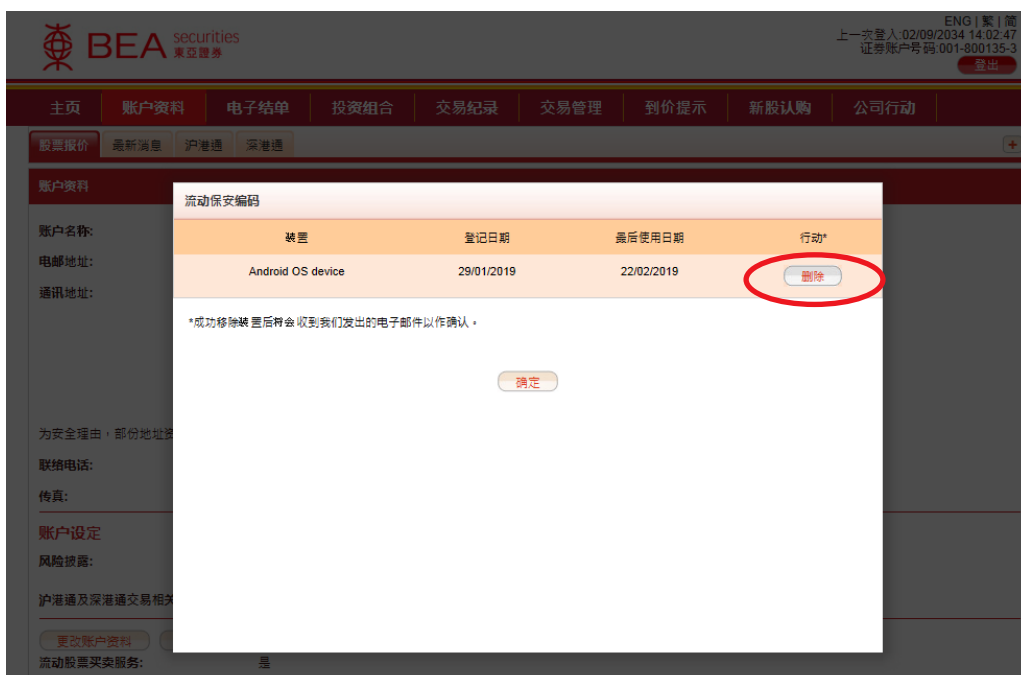 BEA securities 東亞證券
ENG | 繁 | 简
上一次登入:02/09/2034 14:02:47
证券账户号码:001-800135-3
登出
主页 账户资料 电子结单 投资组合 交易纪录 交易管理 到价提示 新股认购 公司行动
股票报价 最新消息 沪港通 深港通
账户资料
流动保安编码
账户名称:
装置 登记日期 最后使用日期 行动*
电邮地址:
Android OS device 29/01/2019 22/02/2019 删除
通讯地址:
*成功移除装置后将会收到我们发出的电子邮件以作确认。
确定
为安全理由，部份地址资
联络电话:
传真:
账户设定
风险披露:
沪港通及深港通交易相关
更改账户资料
流动股票买卖服务: 是